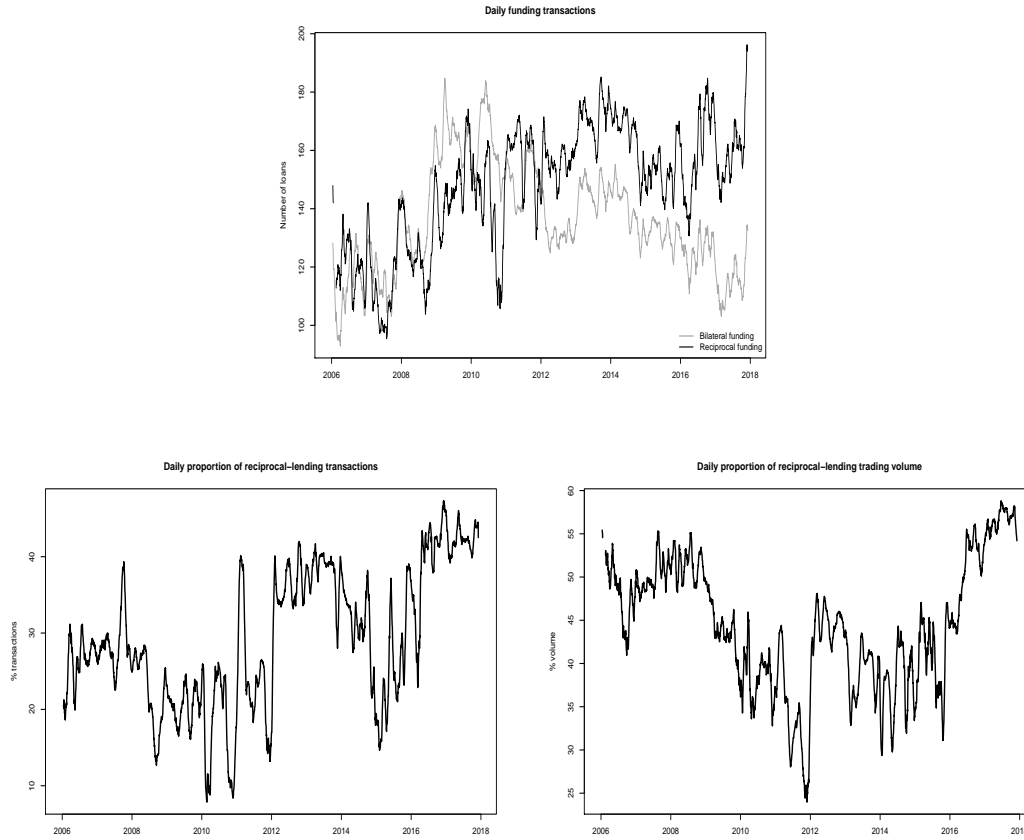 Daily funding transactions
Number of loans
100 120 140 160 180 200
Bilateral funding
Reciprocal funding
2006 2008 2010 2012 2014 2016 2018
Daily proportion of reciprocal−lending transactions
% transactions
10 20 30 40
2006 2008 2010 2012 2014 2016 2018
Daily proportion of reciprocal−lending trading volume
% volume
25 30 35 40 45 50 55 60
2006 2008 2010 2012 2014 2016